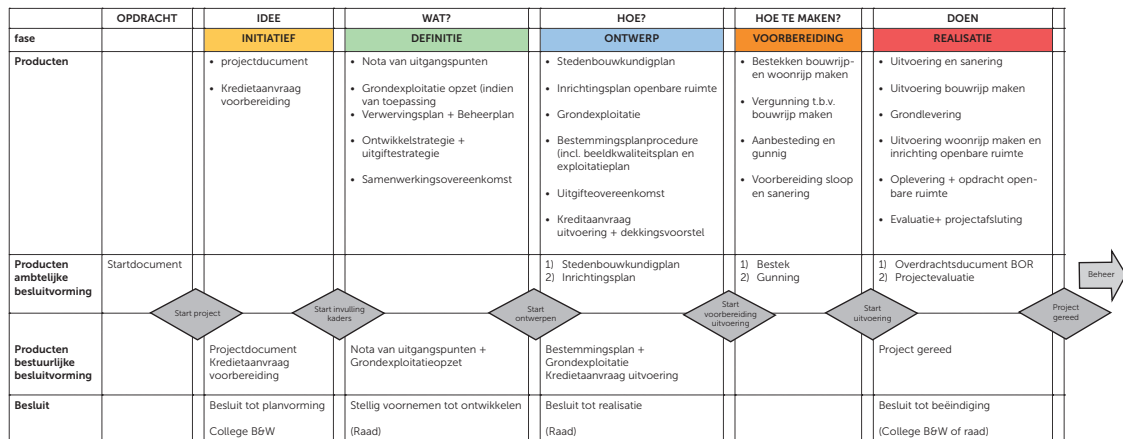 OPDRACHT
IDEE
WAT?
HOE?
HOE TE MAKEN?
DOEN
fase
INITIATIEF
DEFINITIE
ONTWERP
VOORBEREIDING
REALISATIE
Producten
• projectducument
• Kredietaanvraag
voorbereiding
• Nota van uitgangspunten
• Grondexploitatie opzet (indien
van toepassing
• Verwervingsplan + Beheerplan
• Ontwikkelstrategie +
uitgiftestrategie
• Samenwerkingsovereenkomst
• Stedenbouwkundigplan
• Inrichtingsplan openbare ruimte
• Grondexploitatie
• Bestemmingsplanprocedure
(incl. beeldkwaliteitsplan en
exploitatieplan
• Uitgifteovereenkomst
• Kreditaanvraag
uitvoering + dekkingsvoorstel
• Bestekken bouwrijp-
en woonrijp maken
• Vergunning t.b.v.
bouwrijp maken
• Aanbesteding en
gunnig
• Voorbereiding sloop
en sanering
• Uitvoering en sanering
• Uitvoering bouwrijp maken
• Grondlevering
• Uitvoering woonrijp maken en
inrichting openbare ruimte
• Oplevering + opdracht open-
bare ruimte
• Evaluatie+ projectafsluting
Producten
ambtelijke
besluitvorming
Startdocument
1) Stedenbouwkundigplan
2) Inrichtingsplan
1) Bestek
2) Gunning
1) Overdrachtsducument BOR
2) Projectevaluatie
Beheer
Start project
Start invulling
kaders
Start
ontwerpen
Start
voorbereiding
uitvoering
Start
uitvoering
Project
gereed
Producten
bestuurlijke
besluitvorming
Projectdocument
Kredietaanvraag
voorbereiding
Nota van uitgangspunten +
Grondexploitatieopzet
Bestemmingsplan +
Grondexploitatie
Kredietaanvraag uitvoering
Project gereed
Besluit
Besluit tot planvorming
College B&W
Stellig voornemen tot ontwikkelen
(Raad)
Besluit tot realisatie
(Raad)
Besluit tot beëindiging
(College B&W of raad)